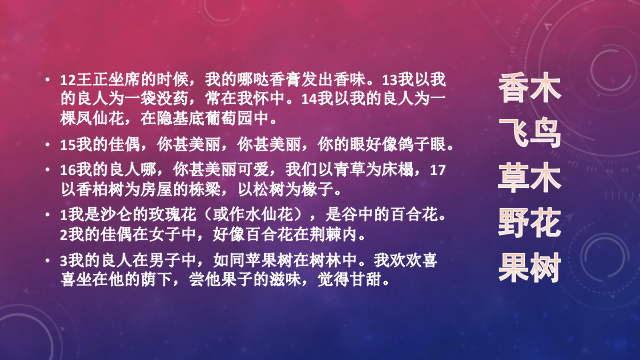 • 12王正坐席的时候，我的哪哒香膏发出香味。13我以我
的良人为一袋没药，常在我怀中。14我以我的良人为一
棵凤仙花，在隐基底葡萄园中。
• 15我的佳偶，你甚美丽，你甚美丽，你的眼好像鸽子眼。
• 16我的良人哪，你甚美丽可爱，我们以青草为床榻，17
以香柏树为房屋的栋梁，以松树为椽子。
• 1我是沙仑的玫瑰花（或作水仙花），是谷中的百合花。
2我的佳偶在女子中，好像百合花在荆棘内。
• 3我的良人在男子中，如同苹果树在树林中。我欢欢喜
喜坐在他的荫下，尝他果子的滋味，觉得甘甜。
香木
飞鸟
草木
野花
果树